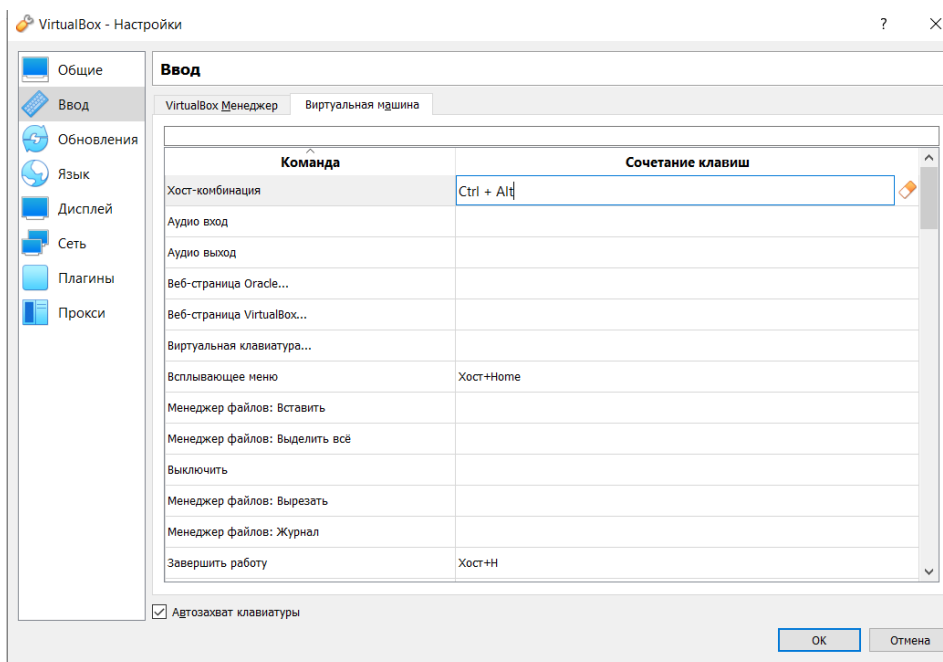 VirtualBox - Настройки ?
Общие
Ввод
Обновления
Язык
Дисплей
Сеть
Плагины
Прокси
Ввод
VirtualBox Менеджер Виртуальная машина
Команда Сочетание клавиш
Хост-комбинация Ctrl + Alt
Аудио вход
Аудио выход
Веб-страница Oracle...
Веб-страница VirtualBox...
Виртуальная клавиатура...
Всплывающее меню Хост+Home
Менеджер файлов: Вставить
Менеджер файлов: Выделить всё
Выключить
Менеджер файлов: Вырезать
Менеджер файлов: Журнал
Завершить работу Хост+H
Автозахват клавиатуры
OK Отмена